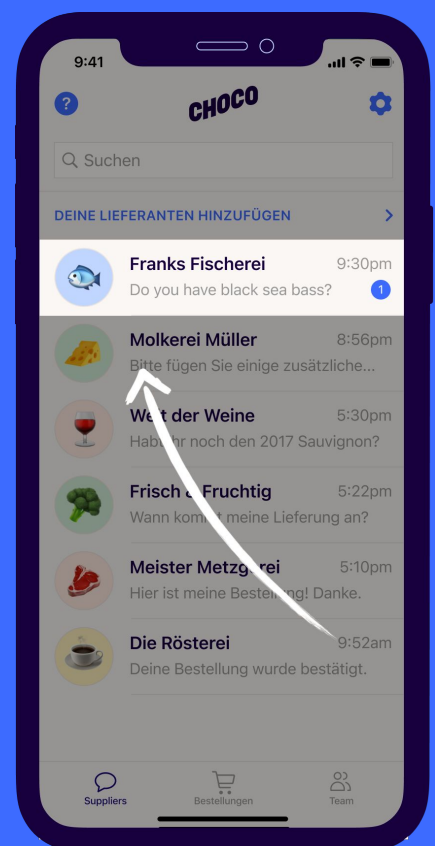 9:41
?
CHOCO
Suchen
DEINE LIEFERANTEN HINZUFÜGEN
Franks Fischerei 9:30pm
Do you have black sea bass? 1
Molkerei Müller 8:56pm
Bitte fügen Sie einige zusätzliche...
Welt der Weine 5:30pm
Habt ihr noch den 2017 Sauvignon?
Frisch & Fruchtig 5:22pm
Wann kommt meine Lieferung an?
Meister Metzgerei 5:10pm
Hier ist meine Bestellung! Danke.
Die Rösterei 9:52am
Deine Bestellung wurde bestätigt.
Suppliers Bestellungen Team